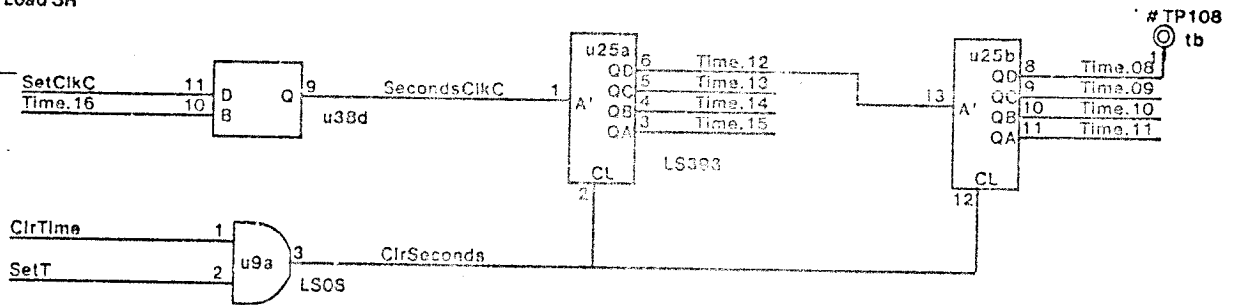 Load SR
# TP108
tb
1
SetClkC 11 D Q 9 SecondsClkC 1 A'
Time.16 10 B
u38d
u25a
QD 6 Time.12
QC 5 Time.13
QB 4 Time.14
QA 3 Time.15
CL
2
LS393
13 A'
u25b
QD 8 Time.08
QC 9 Time.09
QB 10 Time.10
QA 11 Time.11
CL
12
ClrTime 1
SetT 2
u9a
3 ClrSeconds
LS08